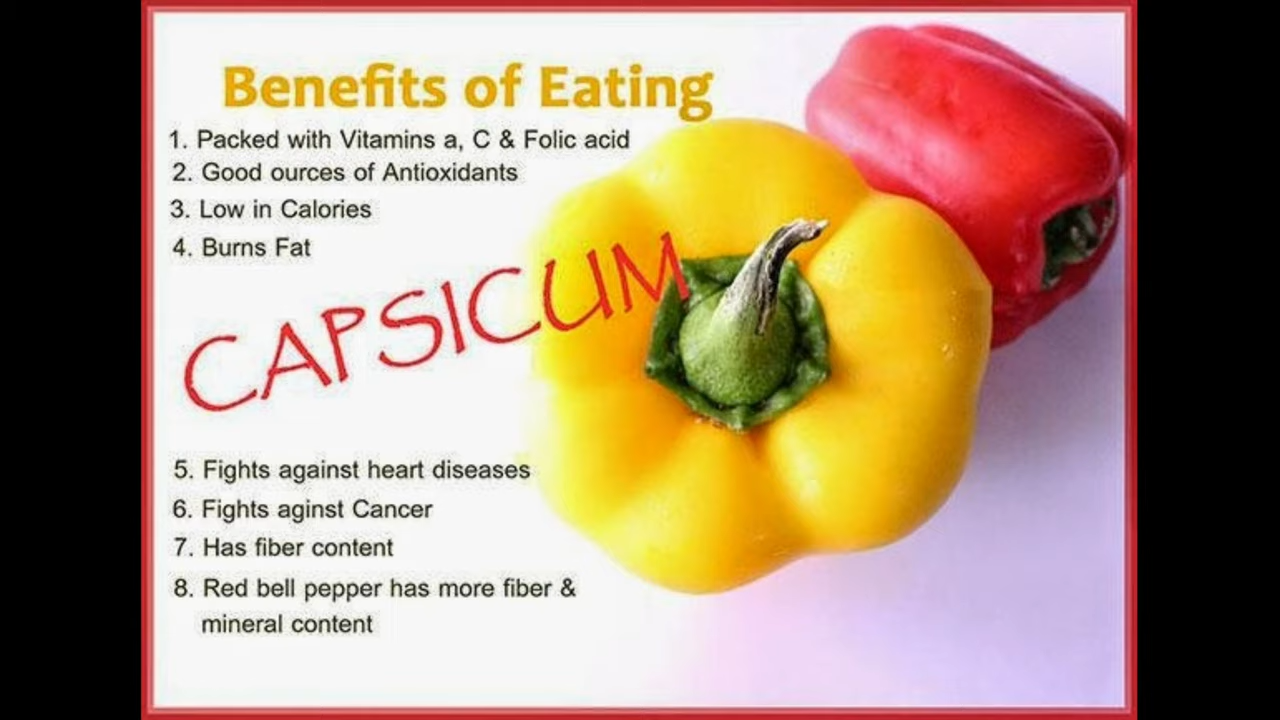 Benefits of Eating
1. Packed with Vitamins a, C & Folic acid
2. Good ources of Antioxidants
3. Low in Calories
4. Burns Fat
CAPSICUM
5. Fights against heart diseases
6. Fights aginst Cancer
7. Has fiber content
8. Red bell pepper has more fiber &
mineral content